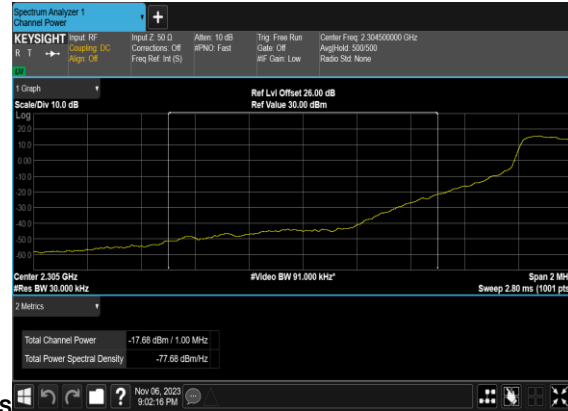 Spectrum Analyzer 1
Channel Power
+
KEYSIGHT
R T
LXI
Input: RF
Coupling: DC
Align: Off
Input Z: 50 Ω
Corrections: Off
Freq Ref: Int (S)
Atten: 10 dB
#PNO: Fast
Trig: Free Run
Gate: Off
#IF Gain: Low
Center Freq: 2.304500000 GHz
Avg|Hold: 500/500
Radio Std: None
1 Graph
Scale/Div 10.0 dB
Ref Lvl Offset 26.00 dB
Ref Value 30.00 dBm
Log
20.0
10.0
0.00
-10.0
-20.0
-30.0
-40.0
-50.0
-60.0
Center 2.305 GHz
#Res BW 30.000 kHz
#Video BW 91.000 kHz*
Span 2 MH
Sweep 2.80 ms (1001 pts
2 Metrics
Total Channel Power -17.68 dBm / 1.00 MHz
Total Power Spectral Density -77.68 dBm/Hz
s
?
Nov 06, 2023
9:02:16 PM